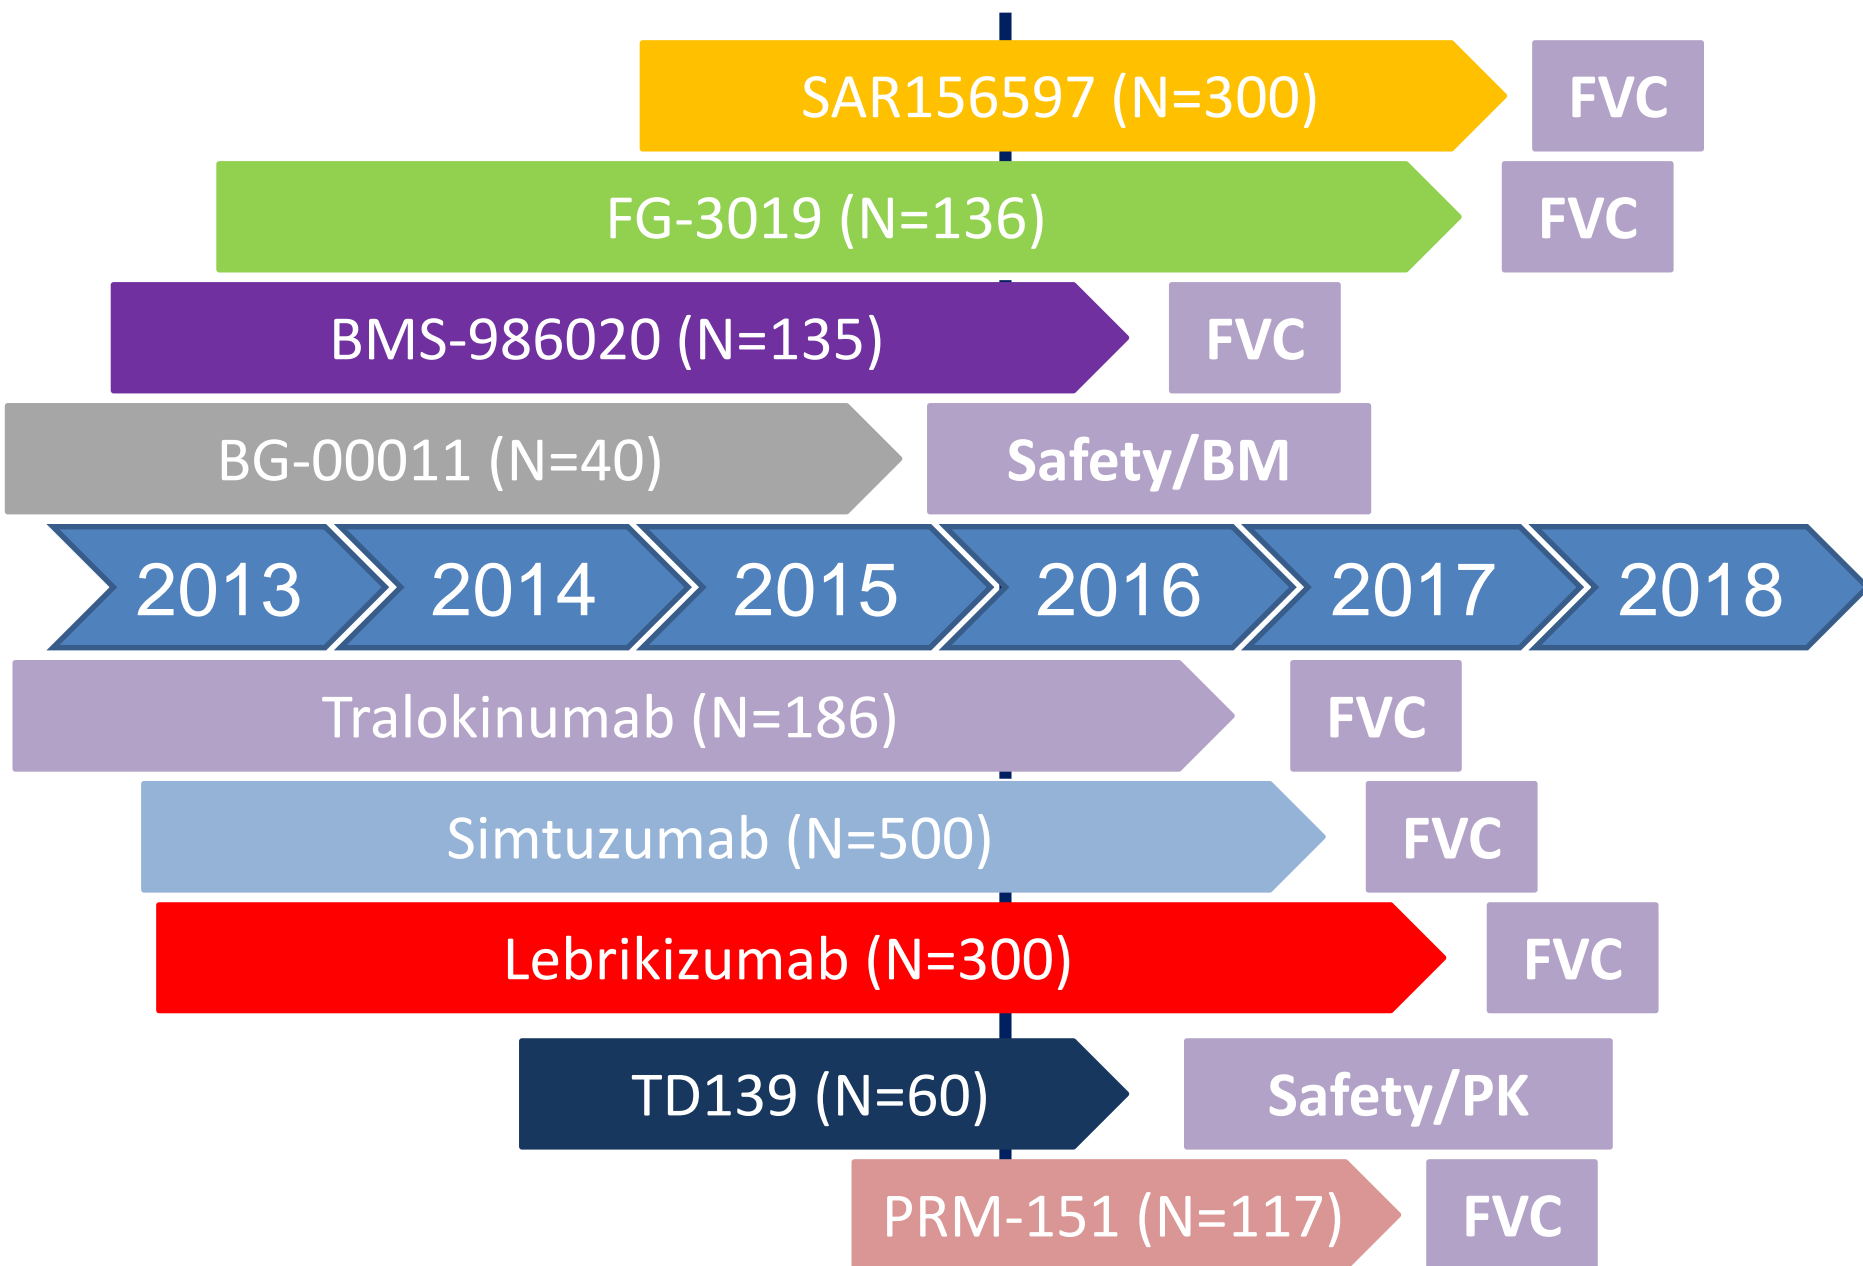 SAR156597 (N=300) FVC
FG-3019 (N=136) FVC
BMS-986020 (N=135) FVC
BG-00011 (N=40) Safety/BM
2013 2014 2015 2016 2017 2018
Tralokinumab (N=186) FVC
Simtuzumab (N=500) FVC
Lebrikizumab (N=300) FVC
TD139 (N=60) Safety/PK
PRM-151 (N=117) FVC